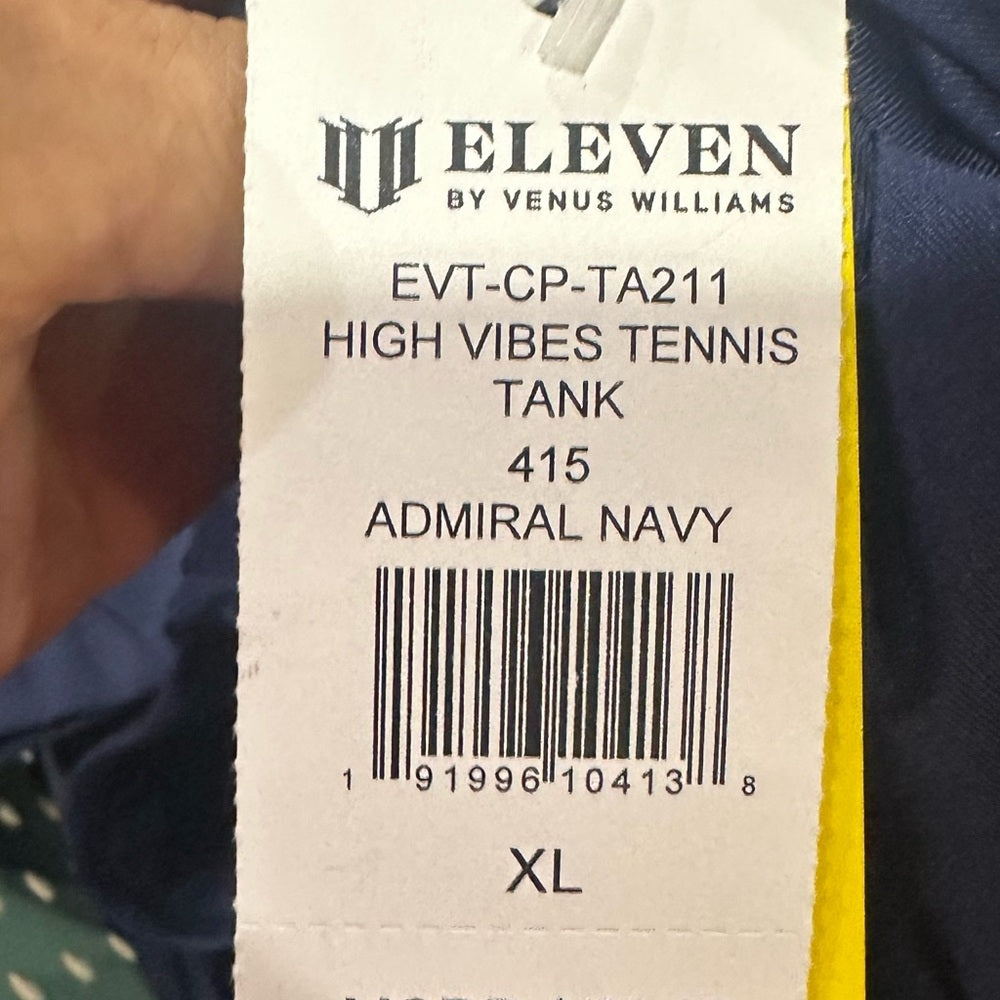 ELEVEN
BY VENUS WILLIAMS
EVT-CP-TA211
HIGH VIBES TENNIS
TANK
415
ADMIRAL NAVY
1 91996 10413 8
XL